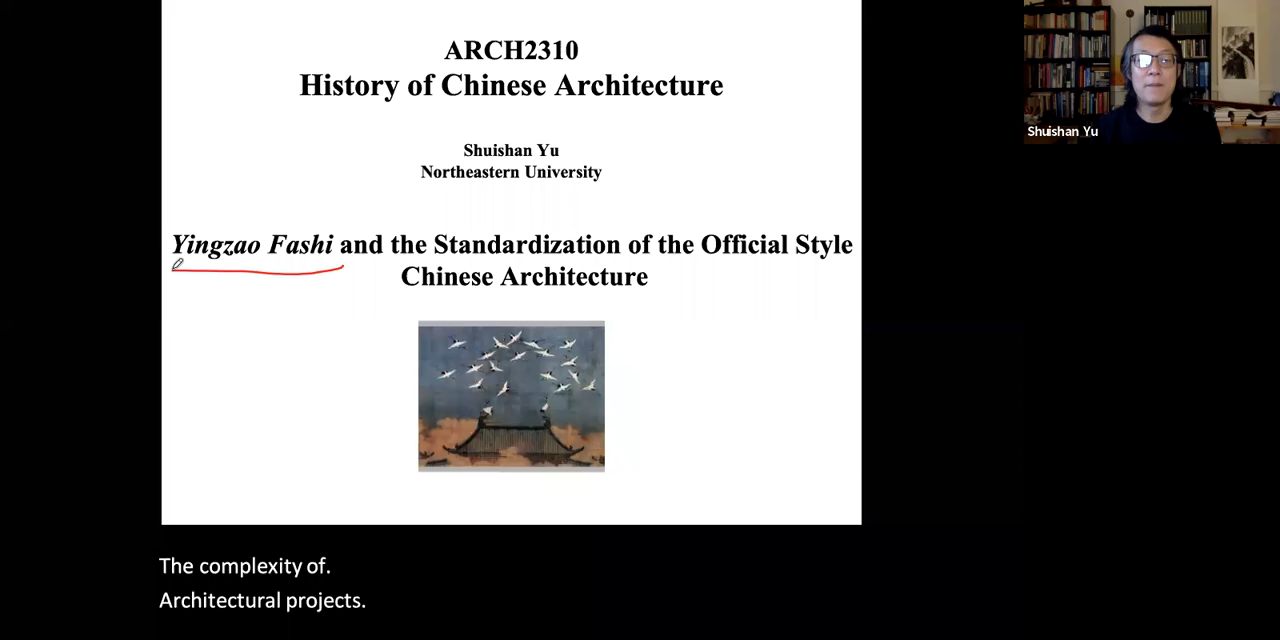 ARCH2310
History of Chinese Architecture
Shuishan Yu
Northeastern University
Yingzao Fashi and the Standardization of the Official Style
Chinese Architecture
Shuishan Yu
The complexity of.
Architectural projects.